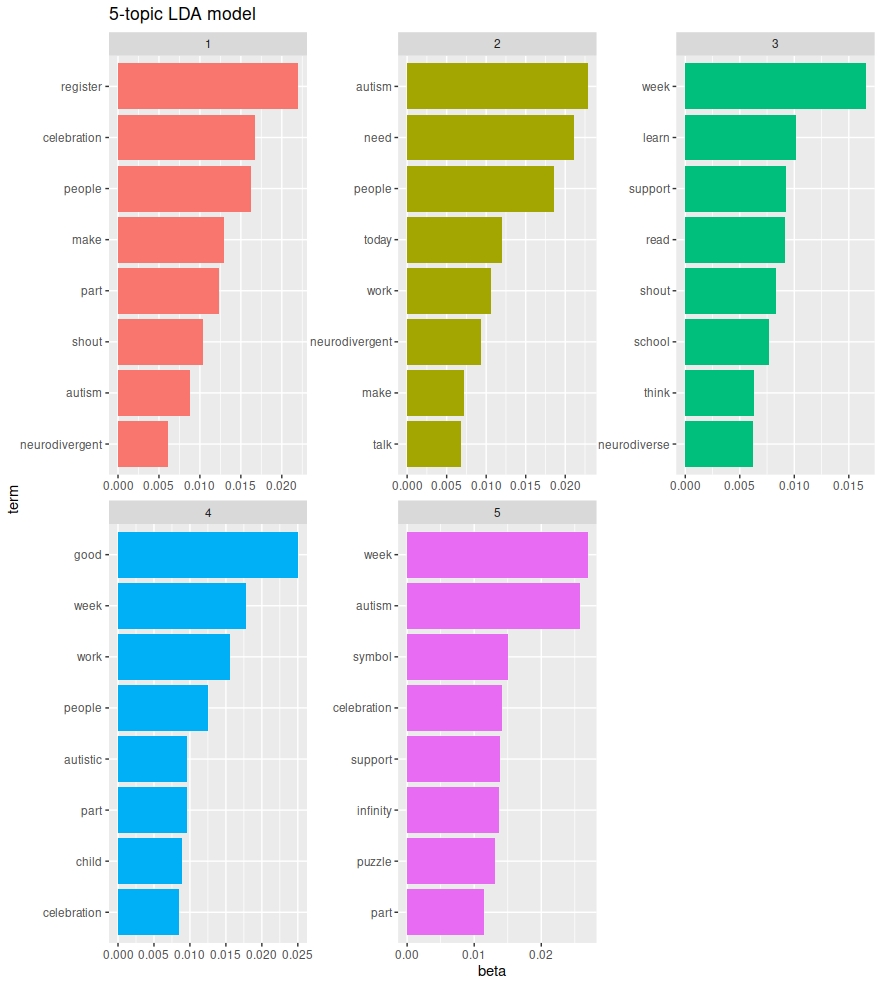 5-topic LDA model
1
register
celebration
people
make
part
shout
autism
neurodivergent
0.000 0.005 0.010 0.015 0.020
2
autism
need
people
today
work
neurodivergent
make
talk
0.000 0.005 0.010 0.015 0.020
3
week
learn
support
read
shout
school
think
neurodiverse
0.000 0.005 0.010 0.015
term
4
good
week
work
people
autistic
part
child
celebration
0.000 0.005 0.010 0.015 0.020 0.025
5
week
autism
symbol
celebration
support
infinity
puzzle
part
0.00 0.01 0.02
beta